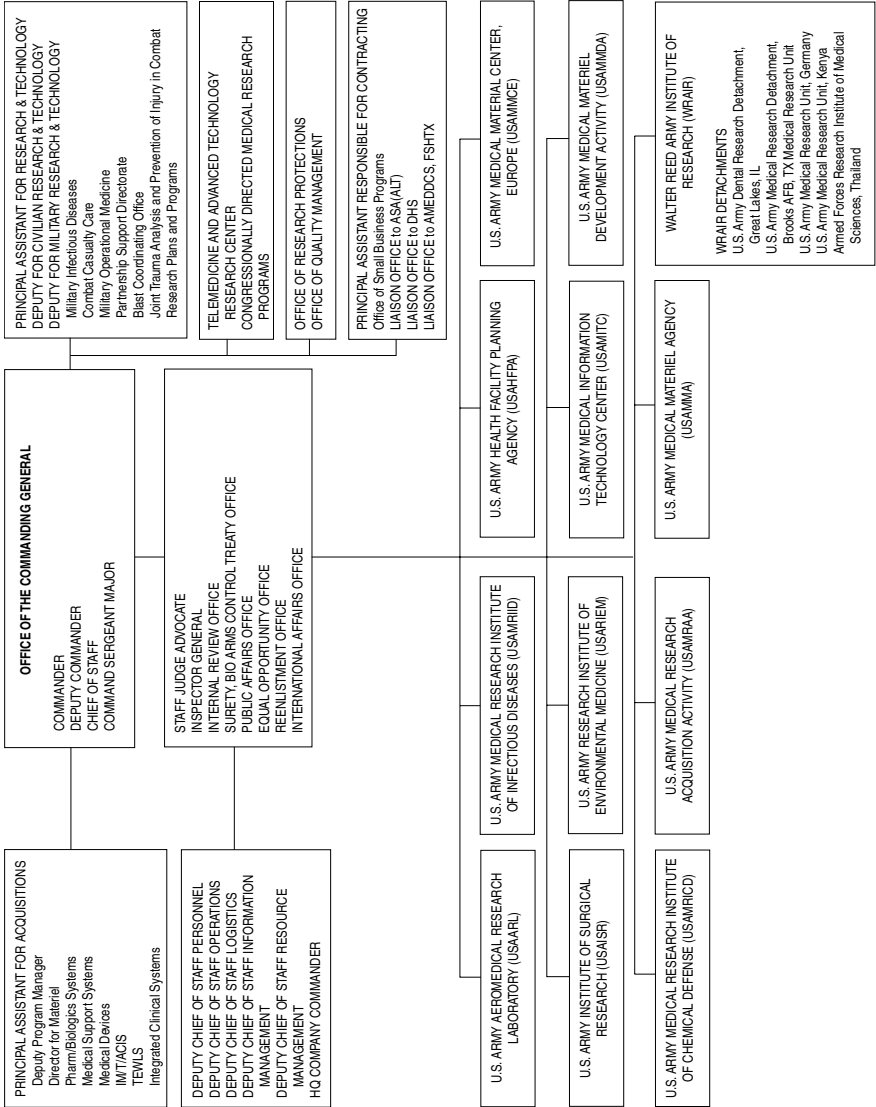 OFFICE OF THE COMMANDING GENERAL
COMMANDER
DEPUTY COMMANDER
CHIEF OF STAFF
COMMAND SERGEANT MAJOR
PRINCIPAL ASSISTANT FOR ACQUISITIONS
Deputy Program Manager
Director for Materiel
Pharm/Biologics Systems
Medical Support Systems
Medical Devices
IM/T/ACIS
TEWLS
Integrated Clinical Systems
PRINCIPAL ASSISTANT FOR RESEARCH & TECHNOLOGY
DEPUTY FOR CIVILIAN RESEARCH & TECHNOLOGY
DEPUTY FOR MILITARY RESEARCH & TECHNOLOGY
Military Infectious Diseases
Combat Casualty Care
Military Operational Medicine
Partnership Support Directorate
Blast Coordinating Office
Joint Trauma Analysis and Prevention of Injury in Combat
Research Plans and Programs
DEPUTY CHIEF OF STAFF PERSONNEL
DEPUTY CHIEF OF STAFF OPERATIONS
DEPUTY CHIEF OF STAFF LOGISTICS
DEPUTY CHIEF OF STAFF INFORMATION
MANAGEMENT
DEPUTY CHIEF OF STAFF RESOURCE
MANAGEMENT
HQ COMPANY COMMANDER
STAFF JUDGE ADVOCATE
INSPECTOR GENERAL
INTERNAL REVIEW OFFICE
SURETY, BIO ARMS CONTROL TREATY OFFICE
PUBLIC AFFAIRS OFFICE
EQUAL OPPORTUNITY OFFICE
REENLISTMENT OFFICE
INTERNATIONAL AFFAIRS OFFICE
TELEMEDICINE AND ADVANCED TECHNOLOGY
RESEARCH CENTER
CONGRESSIONALLY DIRECTED MEDICAL RESEARCH
PROGRAMS
OFFICE OF RESEARCH PROTECTIONS
OFFICE OF QUALITY MANAGEMENT
PRINCIPAL ASSISTANT RESPONSIBLE FOR CONTRACTING
Office of Small Business Programs
LIAISON OFFICE to ASA(ALT)
LIAISON OFFICE to DHS
LIAISON OFFICE to AMEDDCS, FSHTX
U.S. ARMY AEROMEDICAL RESEARCH
LABORATORY (USAARL)
U.S. ARMY MEDICAL RESEARCH INSTITUTE
OF INFECTIOUS DISEASES (USAMRIID)
U.S. ARMY HEALTH FACILITY PLANNING
AGENCY (USAHFPA)
U.S. ARMY MEDICAL MATERIAL CENTER,
EUROPE (USAMMCE)
U.S. ARMY INSTITUTE OF SURGICAL
RESEARCH (USAISR)
U.S. ARMY RESEARCH INSTITUTE OF
ENVIRONMENTAL MEDICINE (USARIEM)
U.S. ARMY MEDICAL INFORMATION
TECHNOLOGY CENTER (USAMITC)
U.S. ARMY MEDICAL MATERIEL
DEVELOPMENT ACTIVITY (USAMMDA)
U.S. ARMY MEDICAL RESEARCH INSTITUTE
OF CHEMICAL DEFENSE (USAMRICD)
U.S. ARMY MEDICAL RESEARCH
ACQUISITION ACTIVITY (USAMRAA)
U.S. ARMY MEDICAL MATERIEL AGENCY
(USAMMA)
WALTER REED ARMY INSTITUTE OF
RESEARCH (WRAIR)
WRAIR DETACHMENTS
U.S. Army Dental Research Detachment,
Great Lakes, IL
U.S. Army Medical Research Detachment,
Brooks AFB, TX Medical Research Unit
U.S. Army Medical Research Unit, Germany
U.S. Army Medical Research Unit, Kenya
Armed Forces Research Institute of Medical
Sciences, Thailand